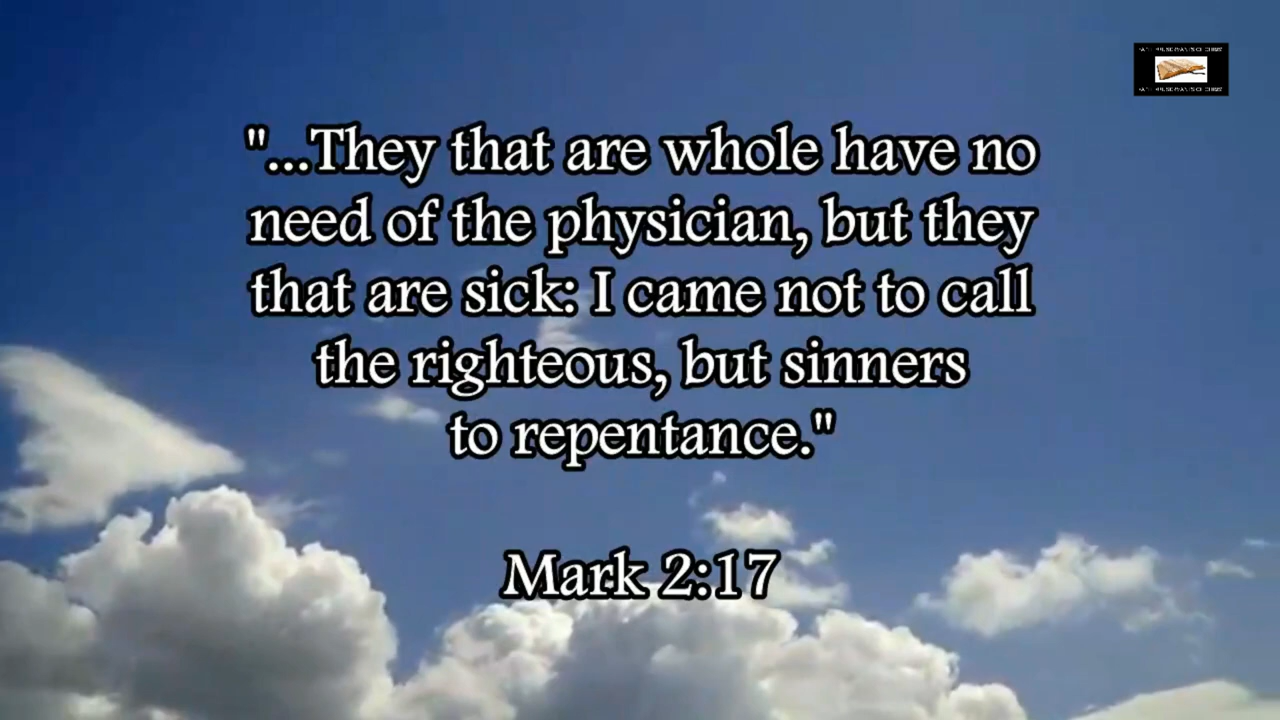 "...They that are whole have no
need of the physician, but they
that are sick: I came not to call
the righteous, but sinners
to repentance."
Mark 2:17